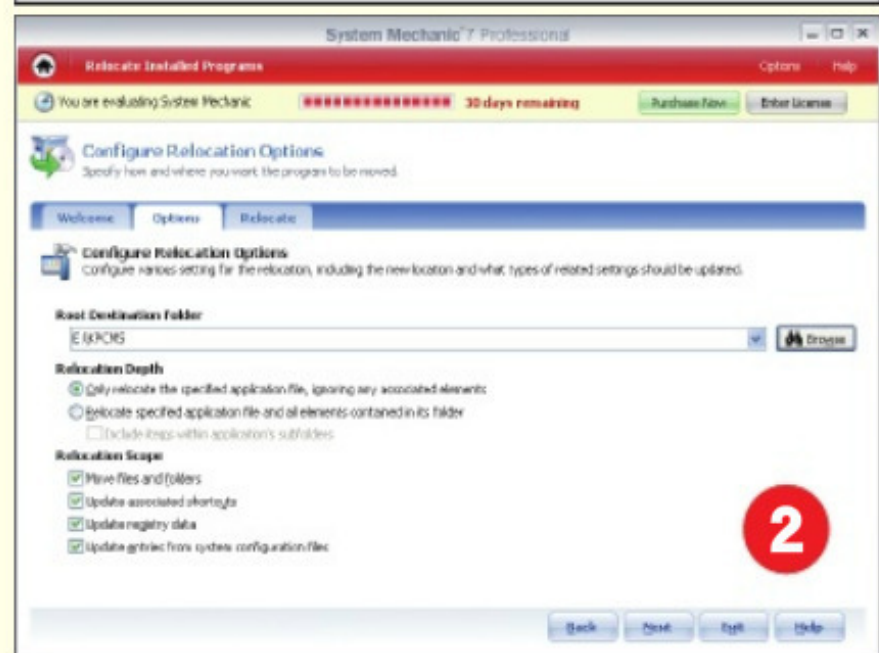 System Mechanic 7 Professional
Relocate Installed Programs Options Help
You are evaluating System Mechanic 30 days remaining Purchase Now Enter License
Configure Relocation Options
Specify how and where you want the program to be moved.
Welcome Options Relocate
Configure Relocation Options
Configure various setting for the relocation, including the new location and what types of related settings should be updated.
Root Destination Folder
Browse
Relocation Depth
Only relocate the specified application file, ignoring any associated elements
Relocate specified application file and all elements contained in its folder
Include items within application's subfolders
Relocation Scope
Move files and folders
Update associated shortcuts
Update registry data
Update entries from system configuration files
2
Back Next Exit Help